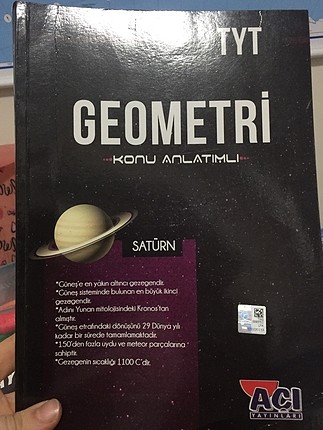 TYT
GEOMETRİ
KONU ANLATIMLI
SATÜRN
*Güneş'e en yakın altıncı gezegendir.
*Güneş sisteminde bulunan en büyük ikinci
gezegendir.
*Adını Yunan mitolojisindeki Kronos'tan
almıştır.
*Güneş etrafındaki dönüşünü 29 Dünya yılı
kadar bir sürede tamamlamaktadır.
*150'den fazla uydu ve meteor parçalarına
sahiptir.
*Gezegenin sıcaklığı 1100 C'dir.
AÇI
YAYINLARI